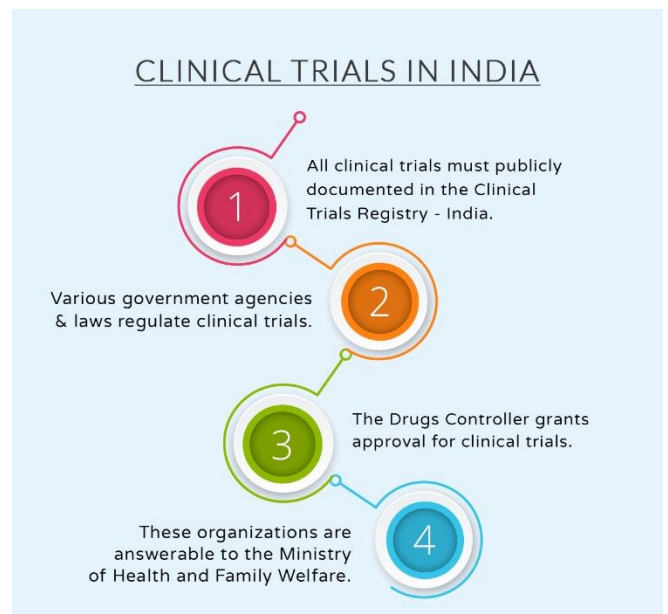 CLINICAL TRIALS IN INDIA
1
All clinical trials must publicly
documented in the Clinical
Trials Registry - India.
2
Various government agencies
& laws regulate clinical trials.
3
The Drugs Controller grants
approval for clinical trials.
4
These organizations are
answerable to the Ministry
of Health and Family Welfare.